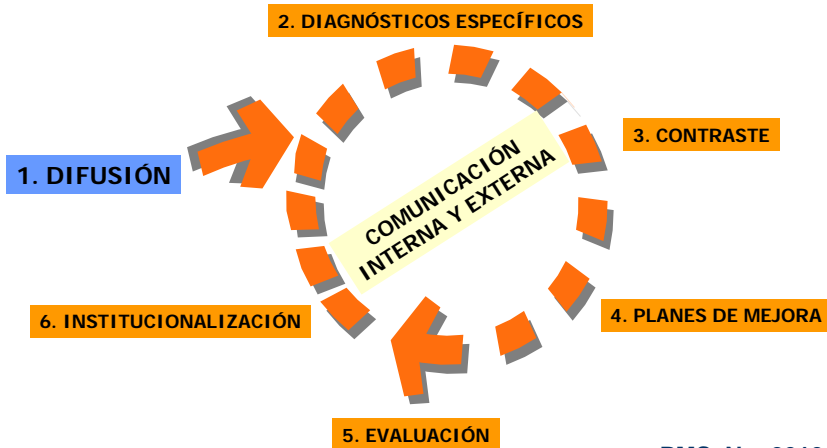 2. DIAGNÓSTICOS ESPECÍFICOS
3. CONTRASTE
1. DIFUSIÓN
COMUNICACIÓN
INTERNA Y EXTERNA
6. INSTITUCIONALIZACIÓN
4. PLANES DE MEJORA
5. EVALUACIÓN